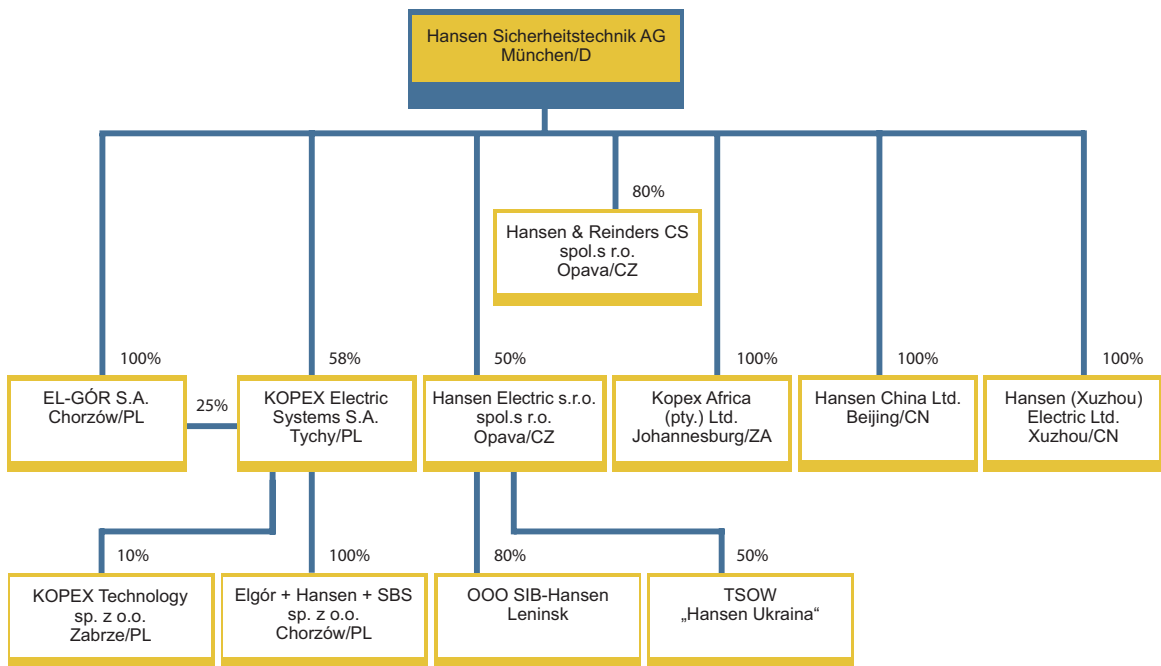 Hansen Sicherheitstechnik AG
München/D
80%
Hansen & Reinders CS
spol.s r.o.
Opava/CZ
100%
58%
50%
100%
100%
100%
EL-GÓR S.A.
Chorzów/PL
25%
KOPEX Electric
Systems S.A.
Tychy/PL
Hansen Electric s.r.o.
spol.s r.o.
Opava/CZ
Kopex Africa
(pty.) Ltd.
Johannesburg/ZA
Hansen China Ltd.
Beijing/CN
Hansen (Xuzhou)
Electric Ltd.
Xuzhou/CN
10%
100%
80%
50%
KOPEX Technology
sp. z o.o.
Zabrze/PL
Elgór + Hansen + SBS
sp. z o.o.
Chorzów/PL
OOO SIB-Hansen
Leninsk
TSOW
„Hansen Ukraina“